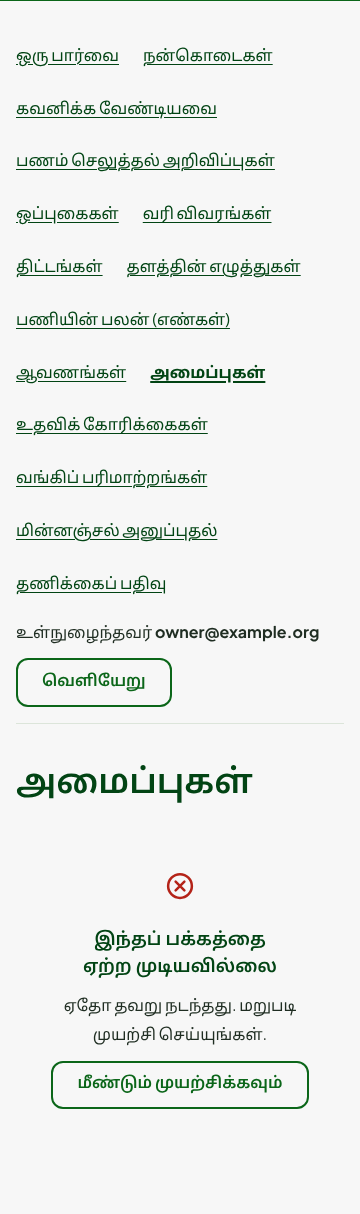 ஒரு பார்வை நன்கொடைகள்
கவனிக்க வேண்டியவை
பணம் செலுத்தல் அறிவிப்புகள்
ஒப்புகைகள் வரி விவரங்கள்
திட்டங்கள் தளத்தின் எழுத்துகள்
பணியின் பலன் (எண்கள்)
ஆவணங்கள் அமைப்புகள்
உதவிக் கோரிக்கைகள்
வங்கிப் பரிமாற்றங்கள்
மின்னஞ்சல் அனுப்புதல்
தணிக்கைப் பதிவு
உள்நுழைந்தவர் owner@example.org
வெளியேறு
அமைப்புகள்
இந்தப் பக்கத்தை
ஏற்ற முடியவில்லை
ஏதோ தவறு நடந்தது. மறுபடி
முயற்சி செய்யுங்கள்.
மீண்டும் முயற்சிக்கவும்